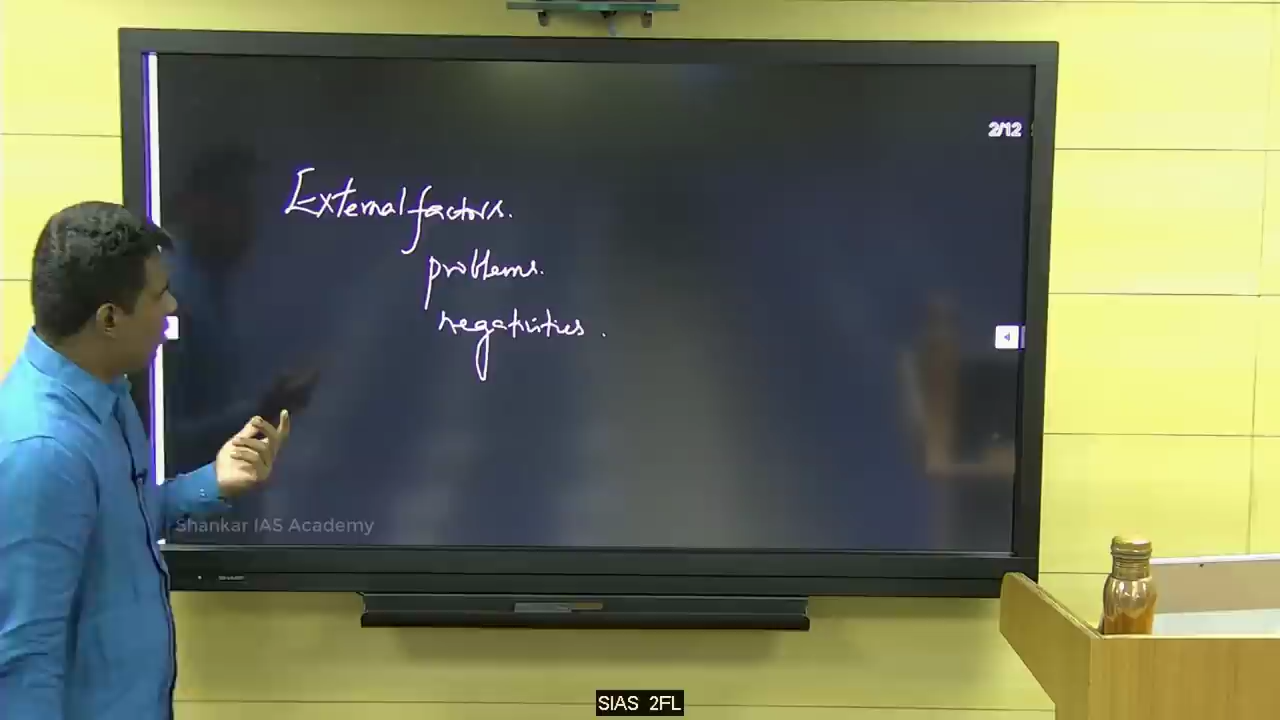 2/12
External factors.
problems.
negativities.
Shankar IAS Academy
SIAS 2FL